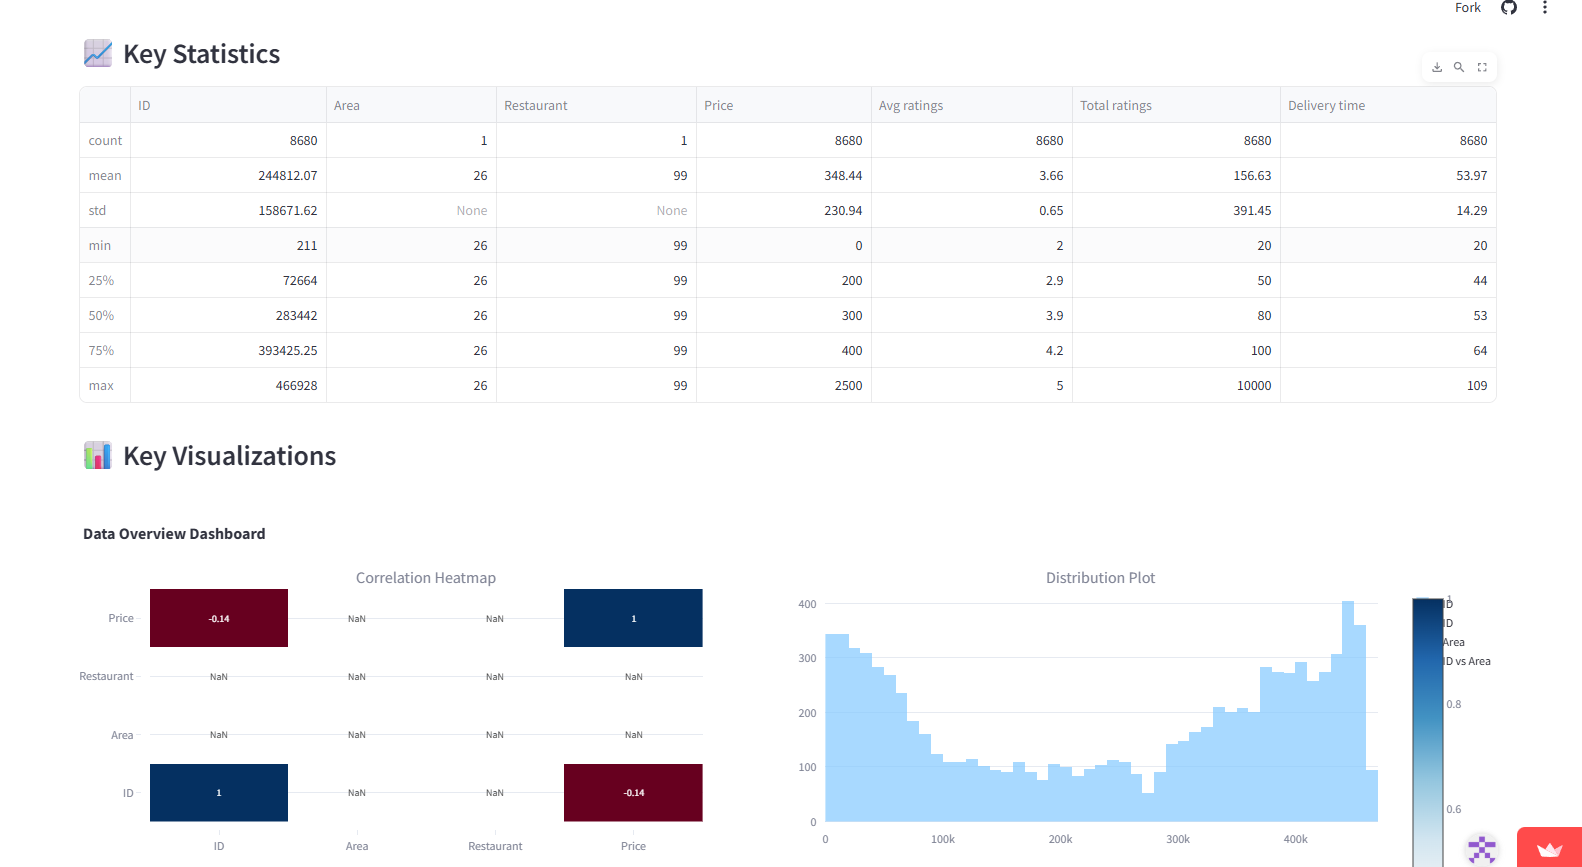 Fork
Key Statistics
ID Area Restaurant Price Avg ratings Total ratings Delivery time
count 8680 1 1 8680 8680 8680 8680
mean 244812.07 26 99 348.44 3.66 156.63 53.97
std 158671.62 None None 230.94 0.65 391.45 14.29
min 211 26 99 0 2 20 20
25% 72664 26 99 200 2.9 50 44
50% 283442 26 99 300 3.9 80 53
75% 393425.25 26 99 400 4.2 100 64
max 466928 26 99 2500 5 10000 109
Key Visualizations
Data Overview Dashboard
Correlation Heatmap
Price -0.14 NaN NaN 1
Restaurant NaN NaN NaN NaN
Area NaN NaN NaN NaN
ID 1 NaN NaN -0.14
ID Area Restaurant Price
Distribution Plot
400
300
200
100
0
0 100k 200k 300k 400k
1
ID
ID
Area
ID vs Area
0.8
0.6